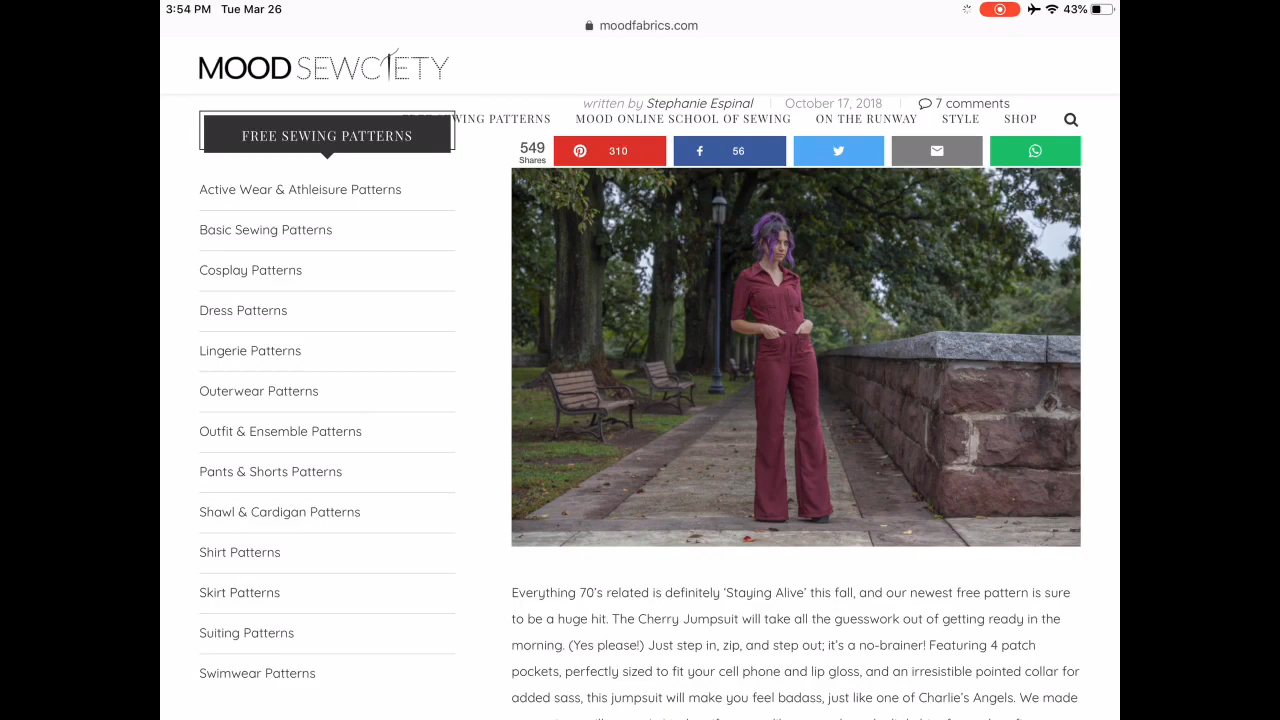 3:54 PM Tue Mar 26
43%
moodfabrics.com
MOOD SEWCIETY
written by Stephanie Espinal
October 17, 2018
7 comments
SEWING PATTERNS
MOOD ONLINE SCHOOL OF SEWING
ON THE RUNWAY
STYLE
SHOP
FREE SEWING PATTERNS
549
Shares
310
56
Active Wear & Athleisure Patterns
Basic Sewing Patterns
Cosplay Patterns
Dress Patterns
Lingerie Patterns
Outerwear Patterns
Outfit & Ensemble Patterns
Pants & Shorts Patterns
Shawl & Cardigan Patterns
Shirt Patterns
Skirt Patterns
Suiting Patterns
Swimwear Patterns
Everything 70's related is definitely 'Staying Alive' this fall, and our newest free pattern is sure
to be a huge hit. The Cherry Jumpsuit will take all the guesswork out of getting ready in the
morning. (Yes please!) Just step in, zip, and step out; it's a no-brainer! Featuring 4 patch
pockets, perfectly sized to fit your cell phone and lip gloss, and an irresistible pointed collar for
added sass, this jumpsuit will make you feel badass, just like one of Charlie's Angels. We made